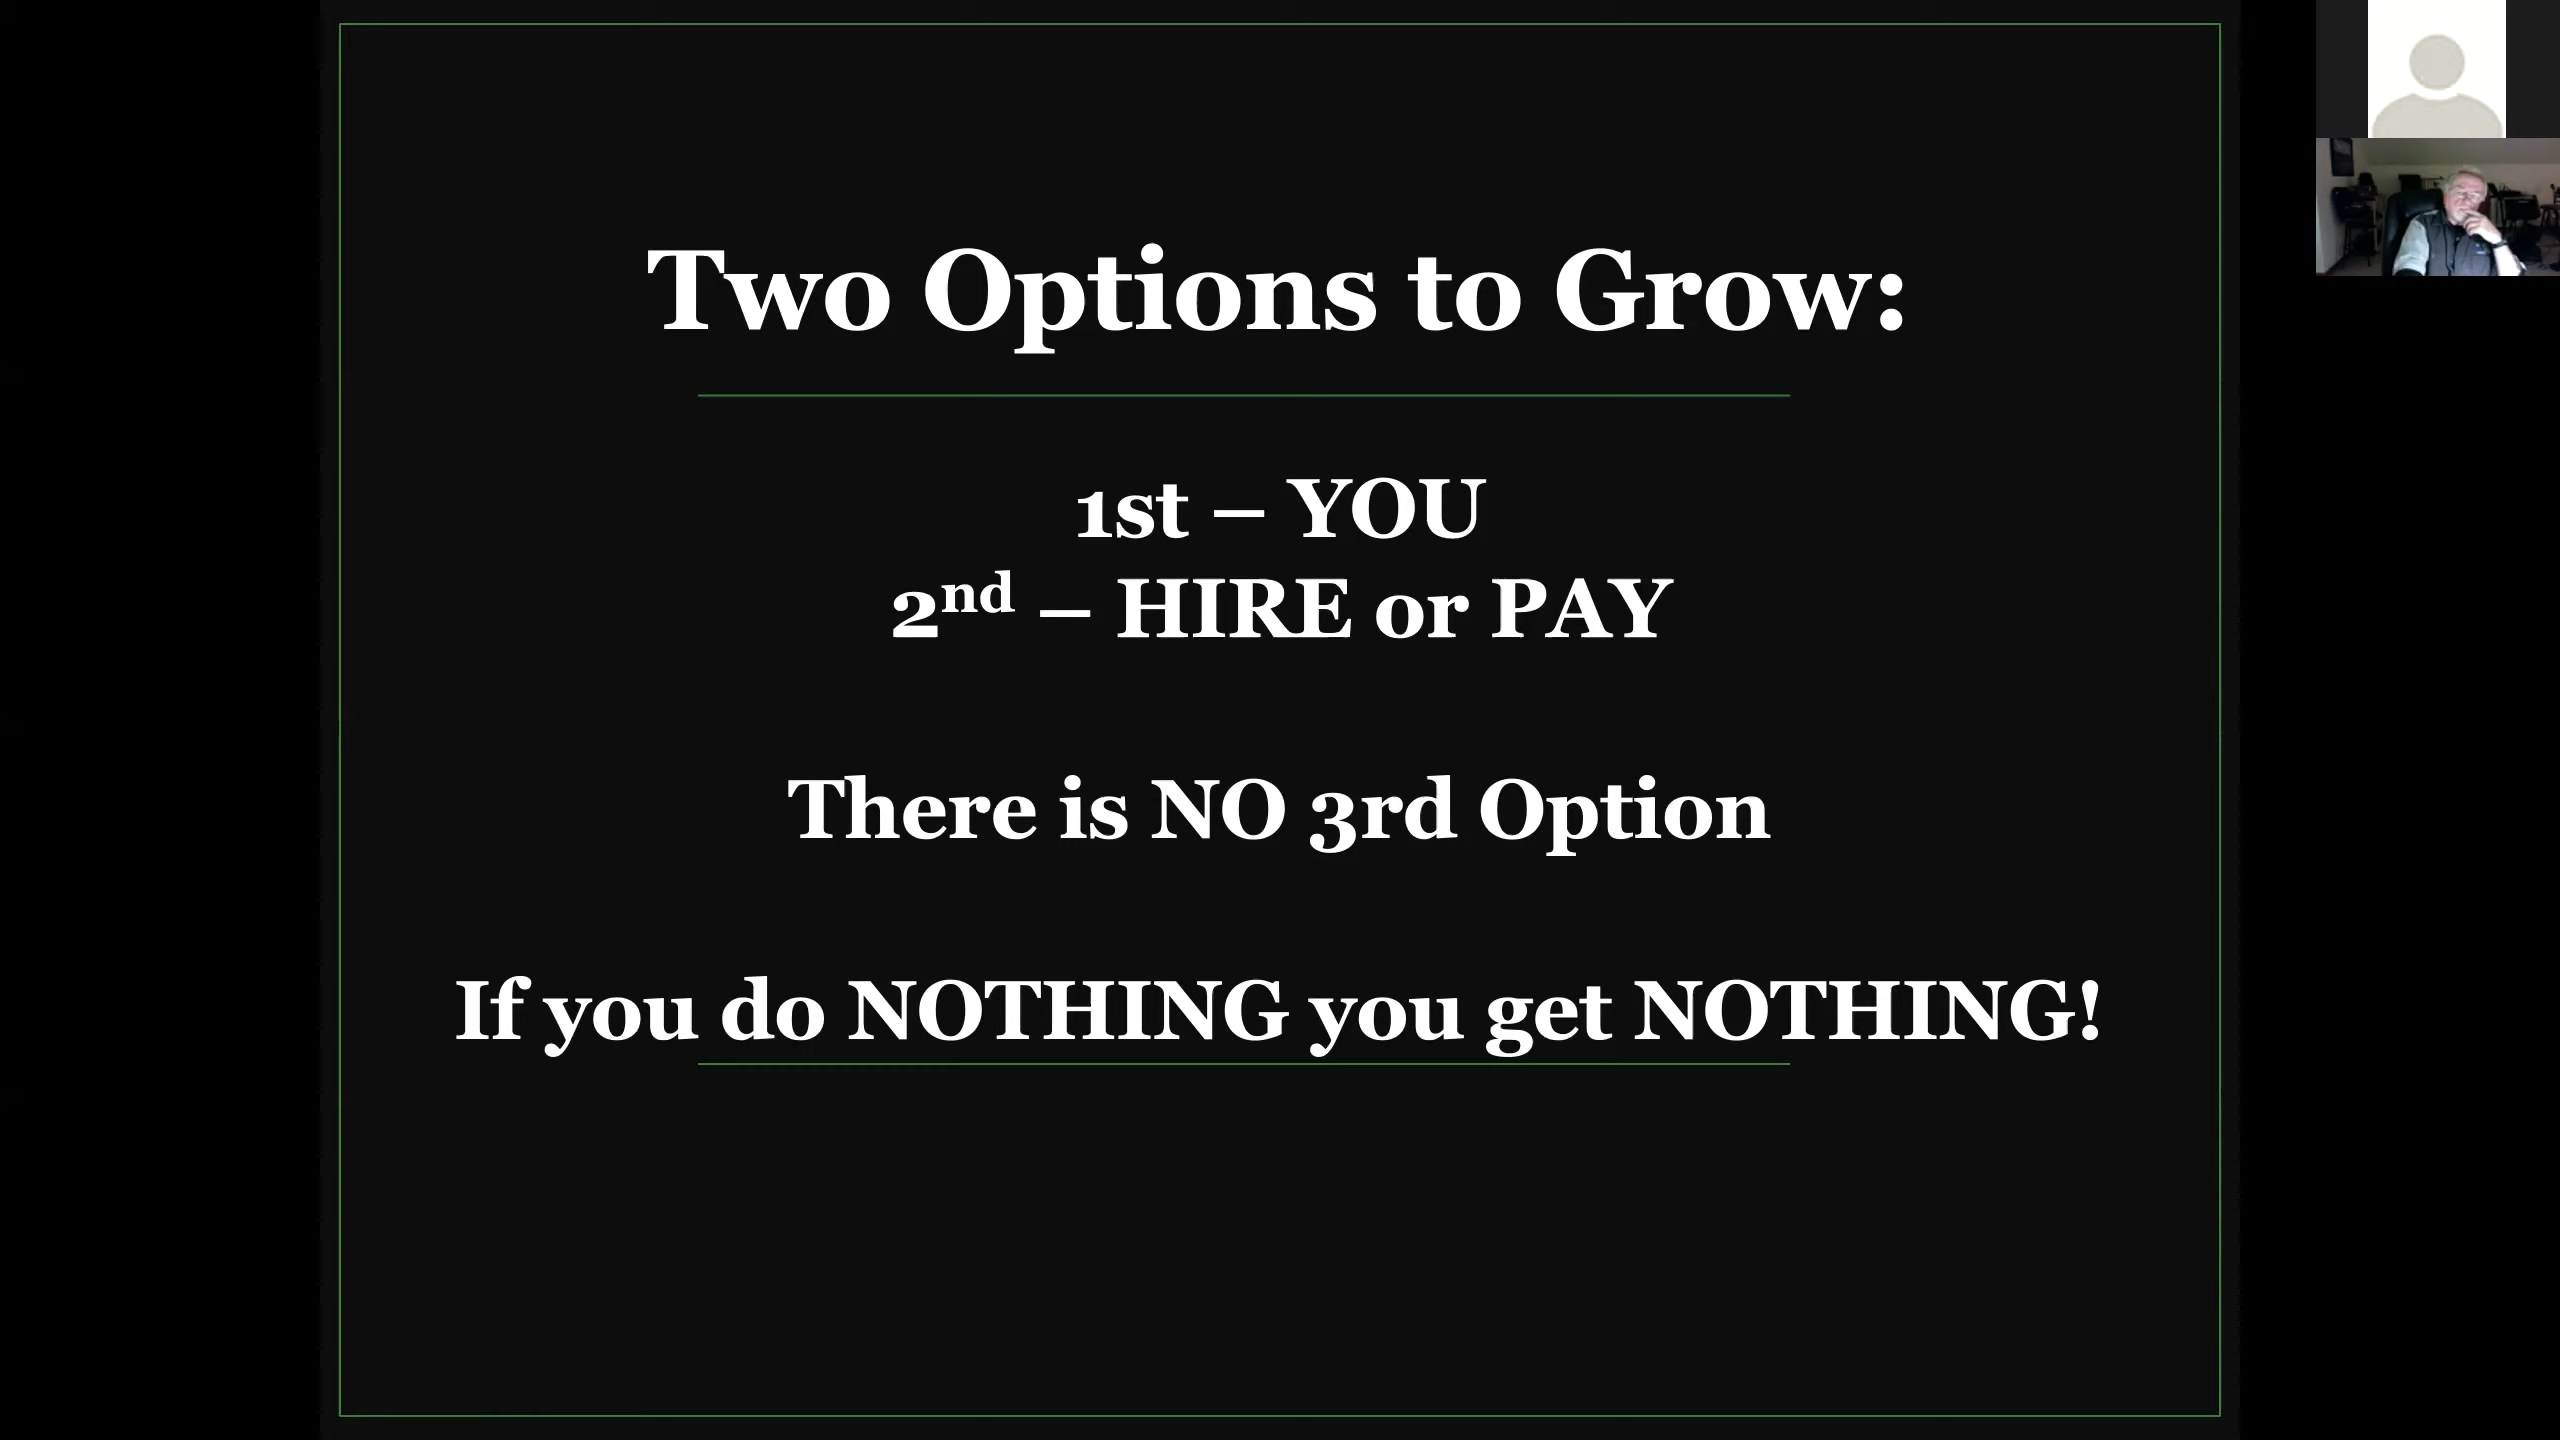 Two Options to Grow:
1st – YOU
2nd – HIRE or PAY
There is NO 3rd Option
If you do NOTHING you get NOTHING!